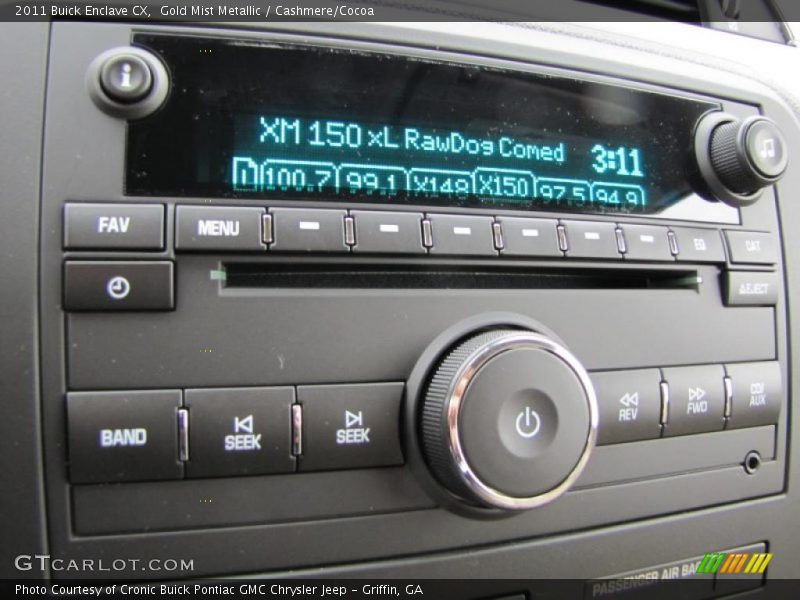 2011 Buick Enclave CX,  Gold Mist Metallic / Cashmere/Cocoa
i
XM 150 xL RawDog Comed 3:11
100.7 99.1 X148 X150 97.5 94.9
FAV MENU EQ CAT
EJECT
BAND SEEK SEEK REV FWD CD/AUX
PASSENGER AIR BAG
GTCARLOT.COM
Photo Courtesy of Cronic Buick Pontiac GMC Chrysler Jeep - Griffin, GA